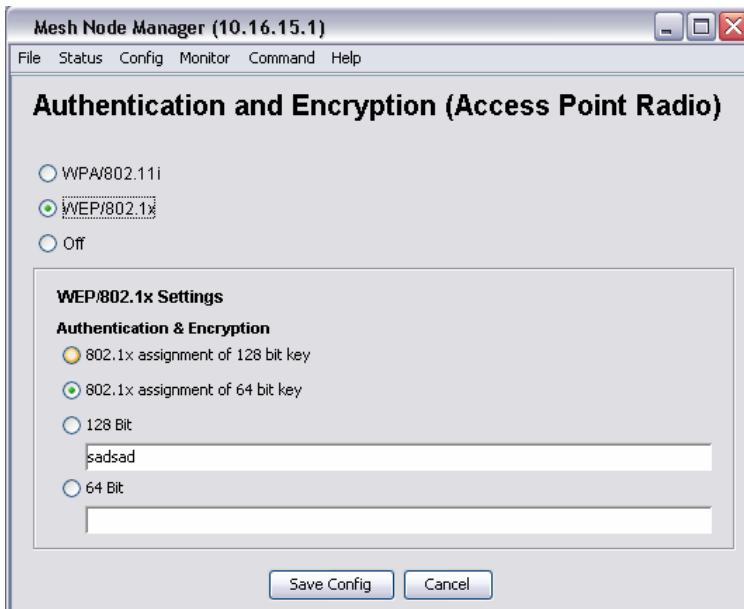 Mesh Node Manager (10.16.15.1)
File Status Config Monitor Command Help
Authentication and Encryption (Access Point Radio)
WPA/802.11i
WEP/802.1x
Off
WEP/802.1x Settings
Authentication & Encryption
802.1x assignment of 128 bit key
802.1x assignment of 64 bit key
128 Bit
sadsad
64 Bit
Save Config Cancel